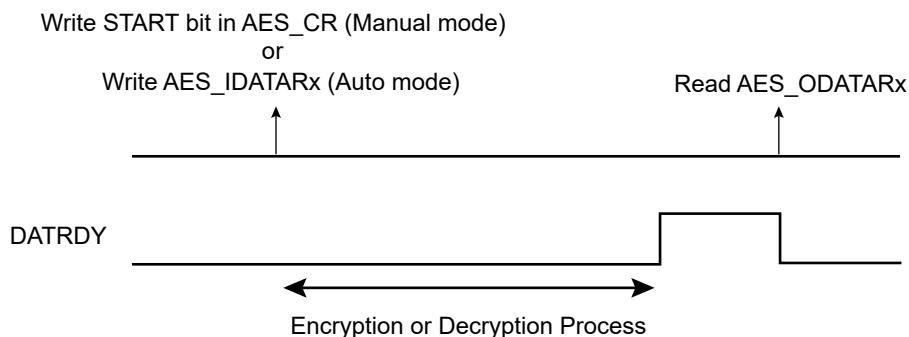 Write START bit in AES_CR (Manual mode)
or
Write AES_IDATARx (Auto mode)
Read AES_ODATARx
DATRDY
Encryption or Decryption Process